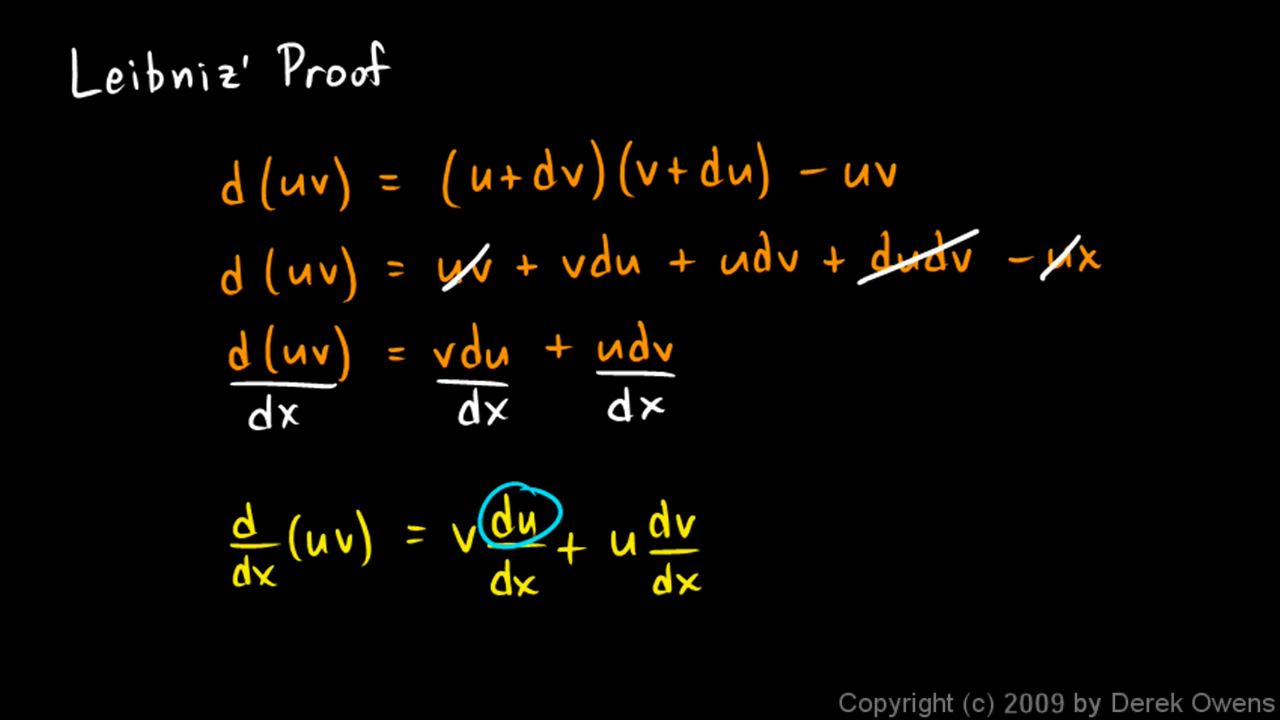 Leibniz' Proof
d(uv) = (u+dv)(v+du) - uv
d(uv) = uv + vdu + udv + dudv - ux
d(uv) = vdu + udv
dx dx dx
d/dx (uv) = v du/dx + u dv/dx
Copyright (c) 2009 by Derek Owens